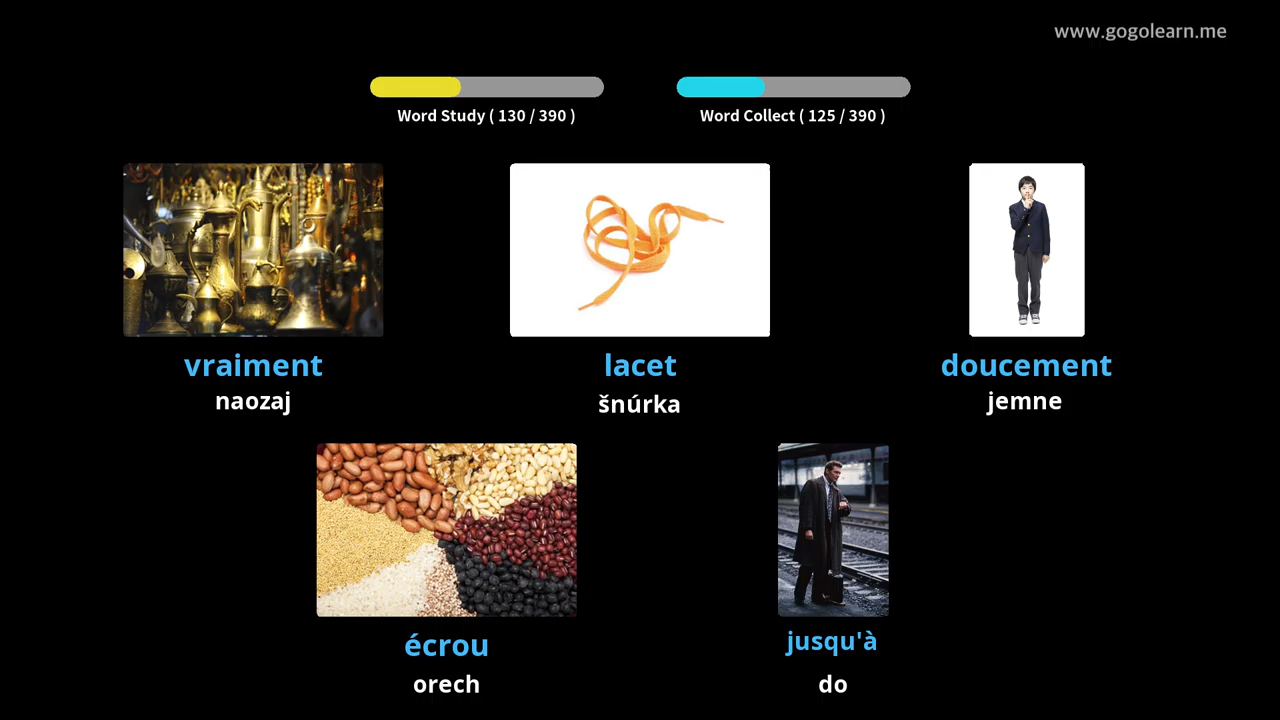 www.gogolearn.me
Word Study ( 130 / 390 )
Word Collect ( 125 / 390 )
vraiment
naozaj
lacet
šnúrka
doucement
jemne
écrou
orech
jusqu'à
do